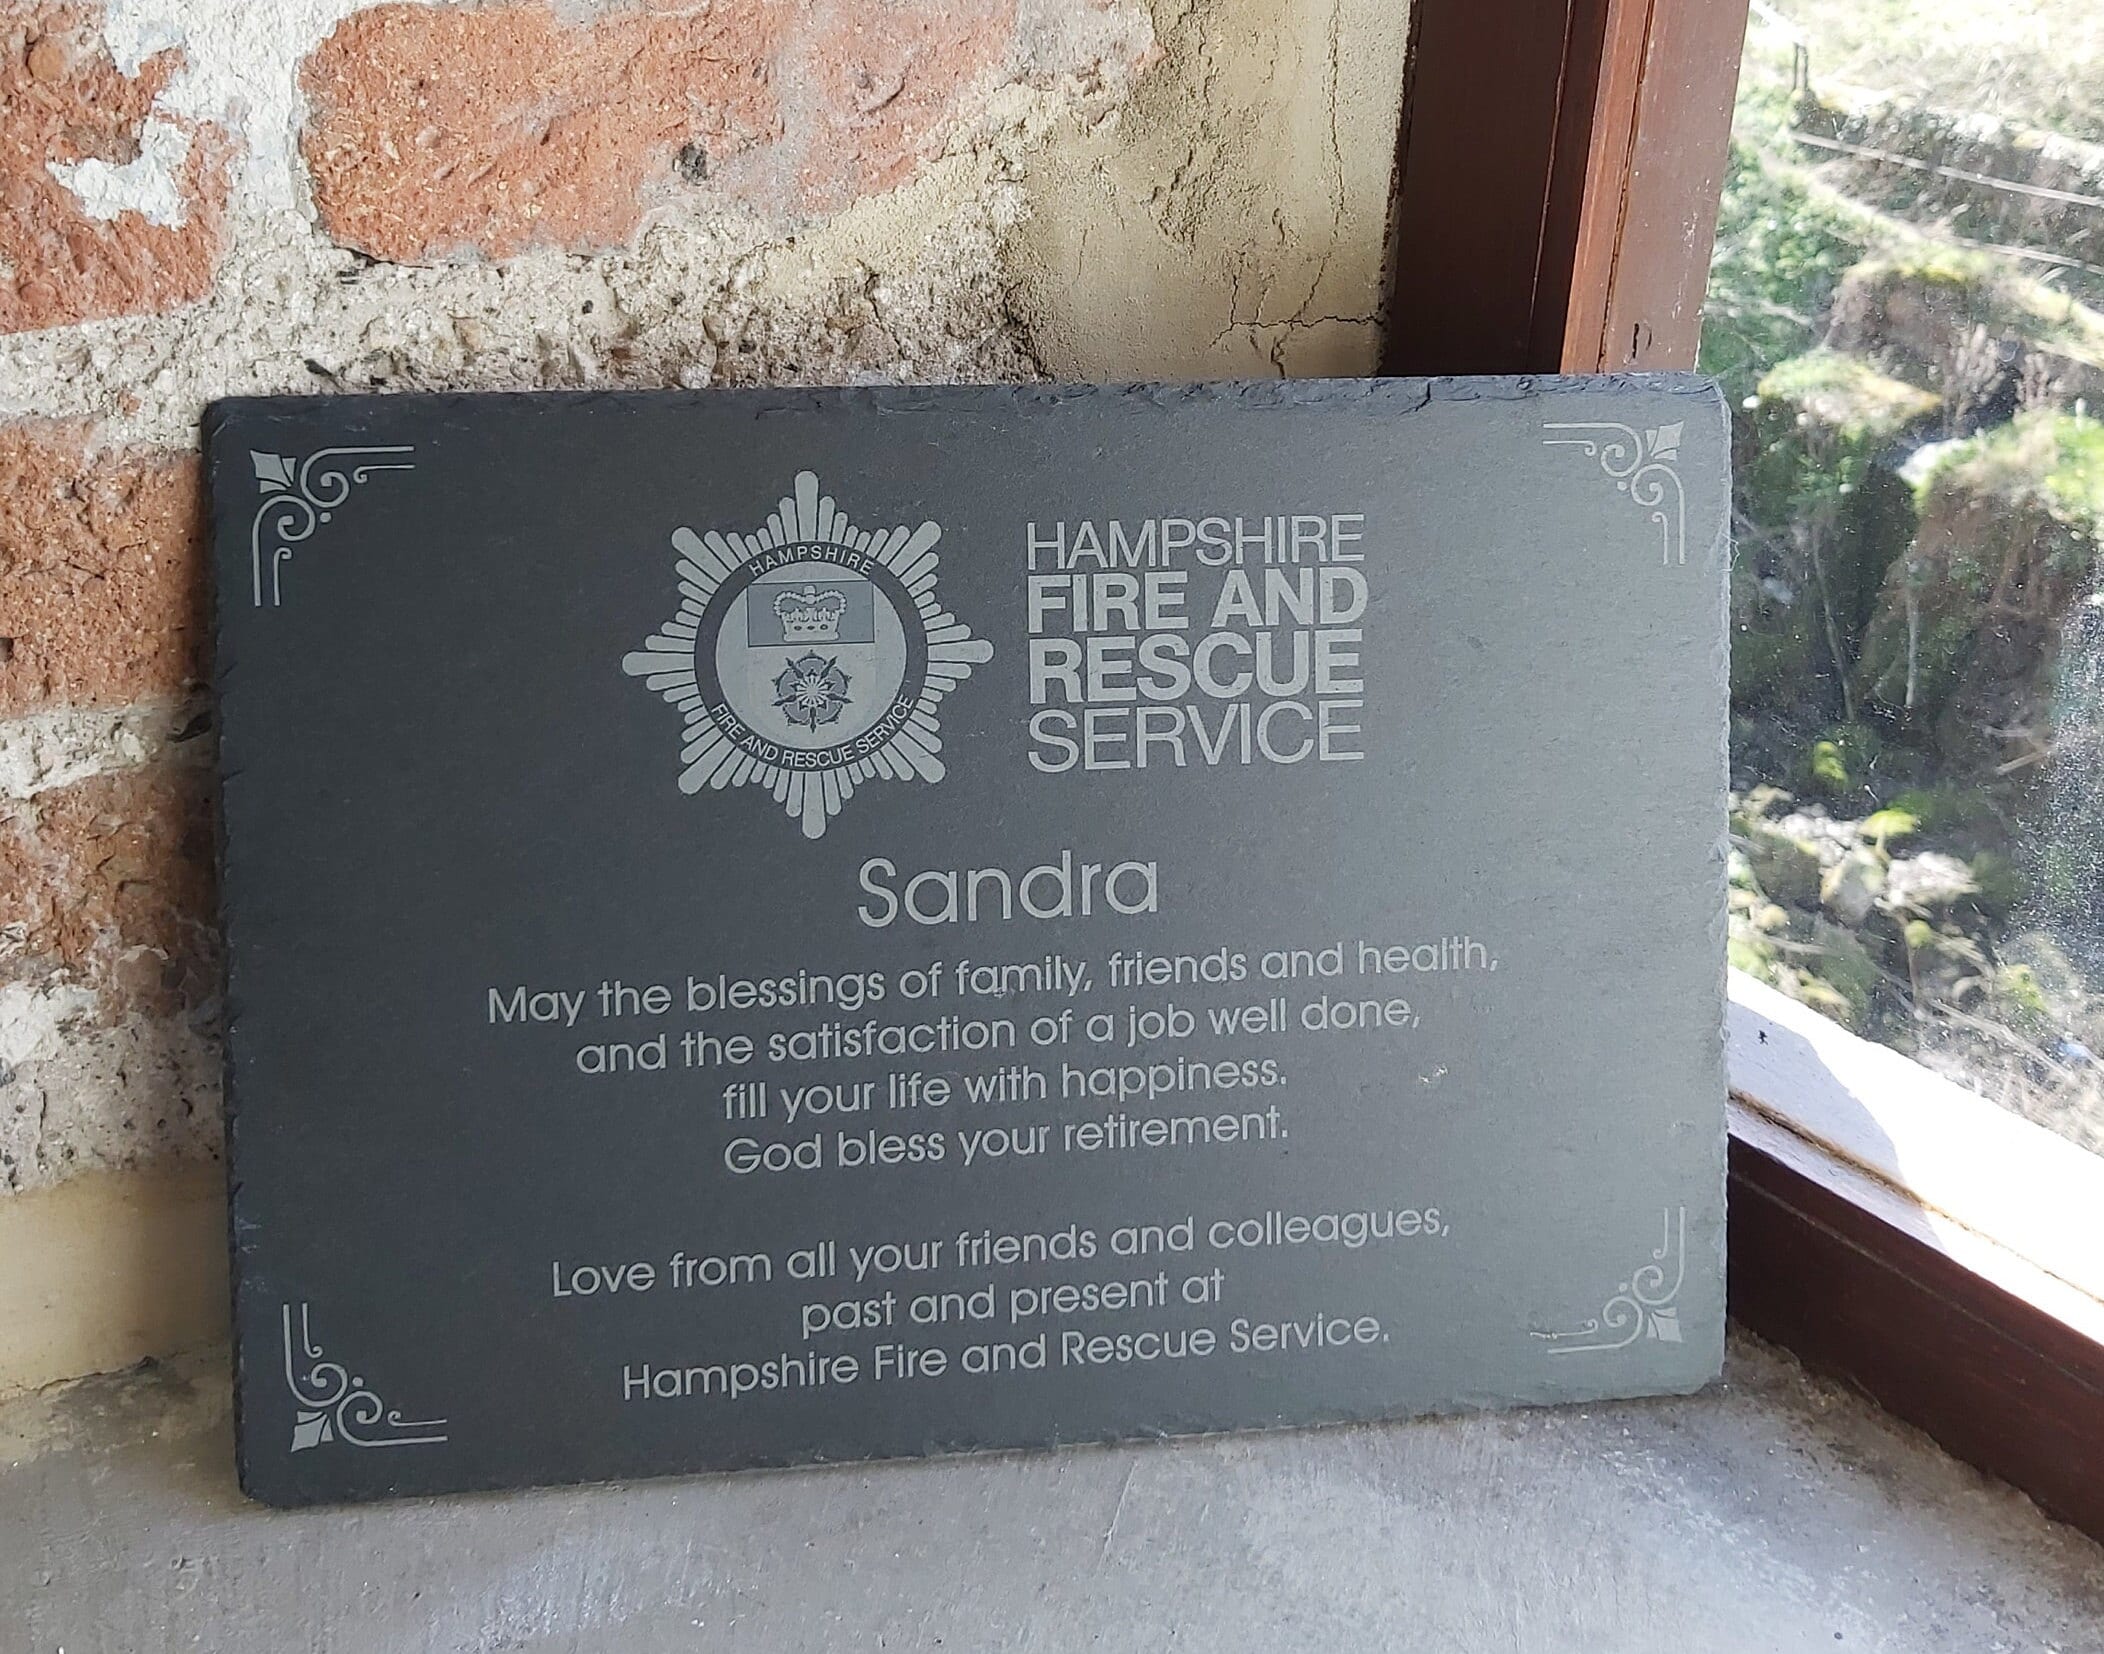 HAMPSHIRE
FIRE AND RESCUE SERVICE
HAMPSHIRE
FIRE AND
RESCUE
SERVICE
Sandra
May the blessings of family, friends and health,
and the satisfaction of a job well done,
fill your life with happiness.
God bless your retirement.
Love from all your friends and colleagues,
past and present at
Hampshire Fire and Rescue Service.